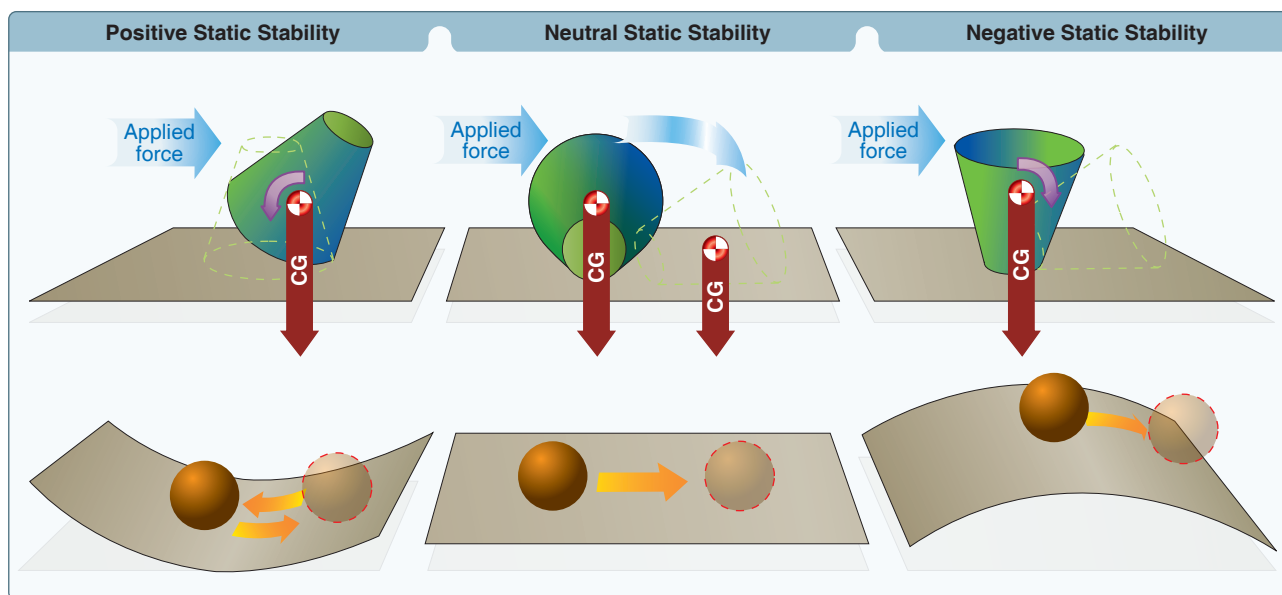 Positive Static Stability
Neutral Static Stability
Negative Static Stability
Applied
force
Applied
force
Applied
force
CG
CG
CG
CG